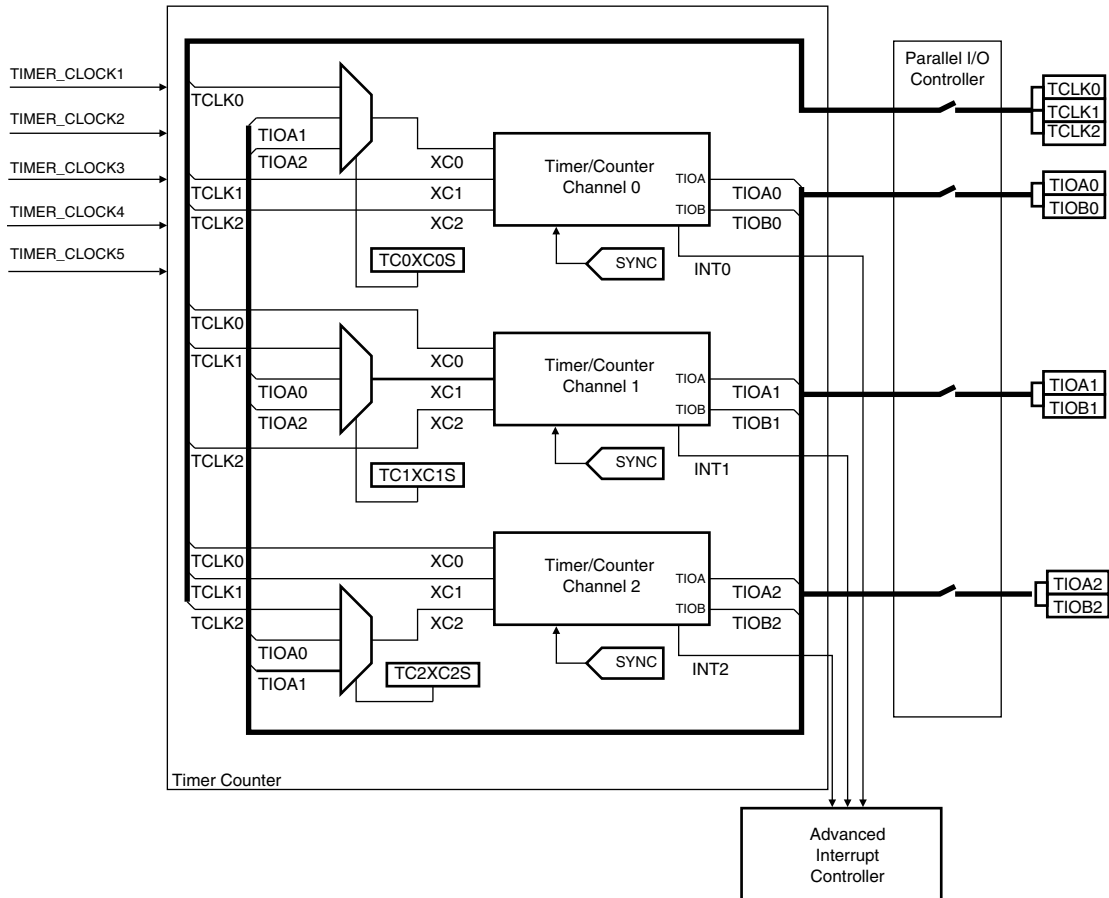 TIMER_CLOCK1
TIMER_CLOCK2
TIMER_CLOCK3
TIMER_CLOCK4
TIMER_CLOCK5
TCLK0
TIOA1
TIOA2
TCLK1
TCLK2
XC0
XC1
XC2
TC0XC0S
Timer/Counter
Channel 0
TIOA
TIOB
TIOA0
TIOB0
SYNC
INT0
TCLK0
TCLK1
TIOA0
TIOA2
TCLK2
XC0
XC1
XC2
TC1XC1S
Timer/Counter
Channel 1
TIOA
TIOB
TIOA1
TIOB1
SYNC
INT1
TCLK0
TCLK1
TCLK2
TIOA0
TIOA1
XC0
XC1
XC2
TC2XC2S
Timer/Counter
Channel 2
TIOA
TIOB
TIOA2
TIOB2
SYNC
INT2
Timer Counter
Parallel I/O
Controller
TCLK0
TCLK1
TCLK2
TIOA0
TIOB0
TIOA1
TIOB1
TIOA2
TIOB2
Advanced
Interrupt
Controller